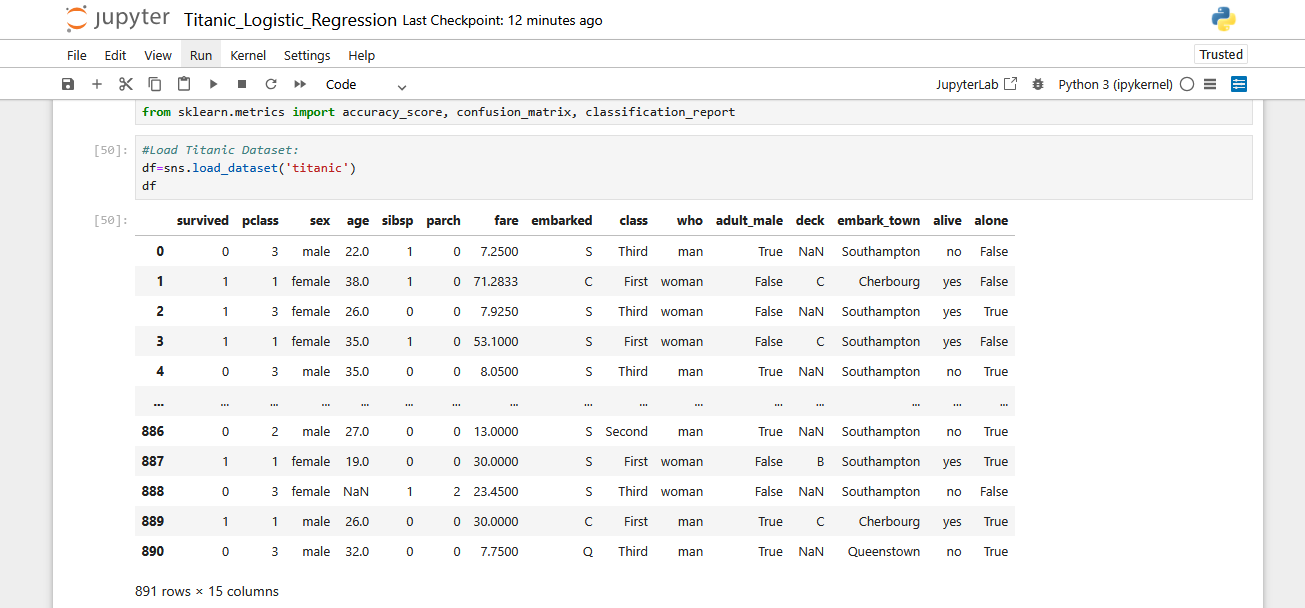 jupyter Titanic_Logistic_Regression Last Checkpoint: 12 minutes ago
File Edit View Run Kernel Settings Help Trusted
Code JupyterLab Python 3 (ipykernel)
from sklearn.metrics import accuracy_score, confusion_matrix, classification_report
[50]: #Load Titanic Dataset:
df=sns.load_dataset('titanic')
df
[50]: survived pclass sex age sibsp parch fare embarked class who adult_male deck embark_town alive alone
0 0 3 male 22.0 1 0 7.2500 S Third man True NaN Southampton no False
1 1 1 female 38.0 1 0 71.2833 C First woman False C Cherbourg yes False
2 1 3 female 26.0 0 0 7.9250 S Third woman False NaN Southampton yes True
3 1 1 female 35.0 1 0 53.1000 S First woman False C Southampton yes False
4 0 3 male 35.0 0 0 8.0500 S Third man True NaN Southampton no True
... ... ... ... ... ... ... ... ... ... ... ... ... ... ... ...
886 0 2 male 27.0 0 0 13.0000 S Second man True NaN Southampton no True
887 1 1 female 19.0 0 0 30.0000 S First woman False B Southampton yes True
888 0 3 female NaN 1 2 23.4500 S Third woman False NaN Southampton no False
889 1 1 male 26.0 0 0 30.0000 C First man True C Cherbourg yes True
890 0 3 male 32.0 0 0 7.7500 Q Third man True NaN Queenstown no True
891 rows × 15 columns